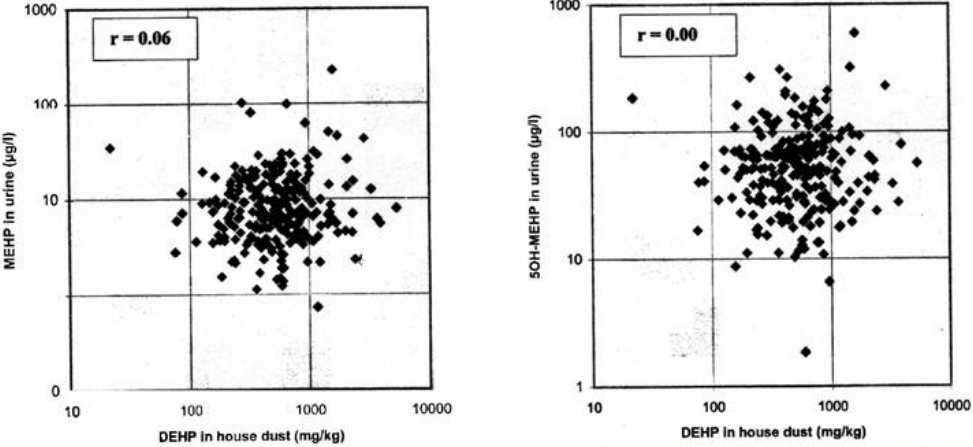 1000
r = 0.06
100
10
0
MEHP in urine (µg/l)
10 100 1000 10000
DEHP in house dust (mg/kg)
1000
r = 0.00
100
10
1
5OH-MEHP in urine (µg/l)
10 100 1000 10000
DEHP in house dust (mg/kg)